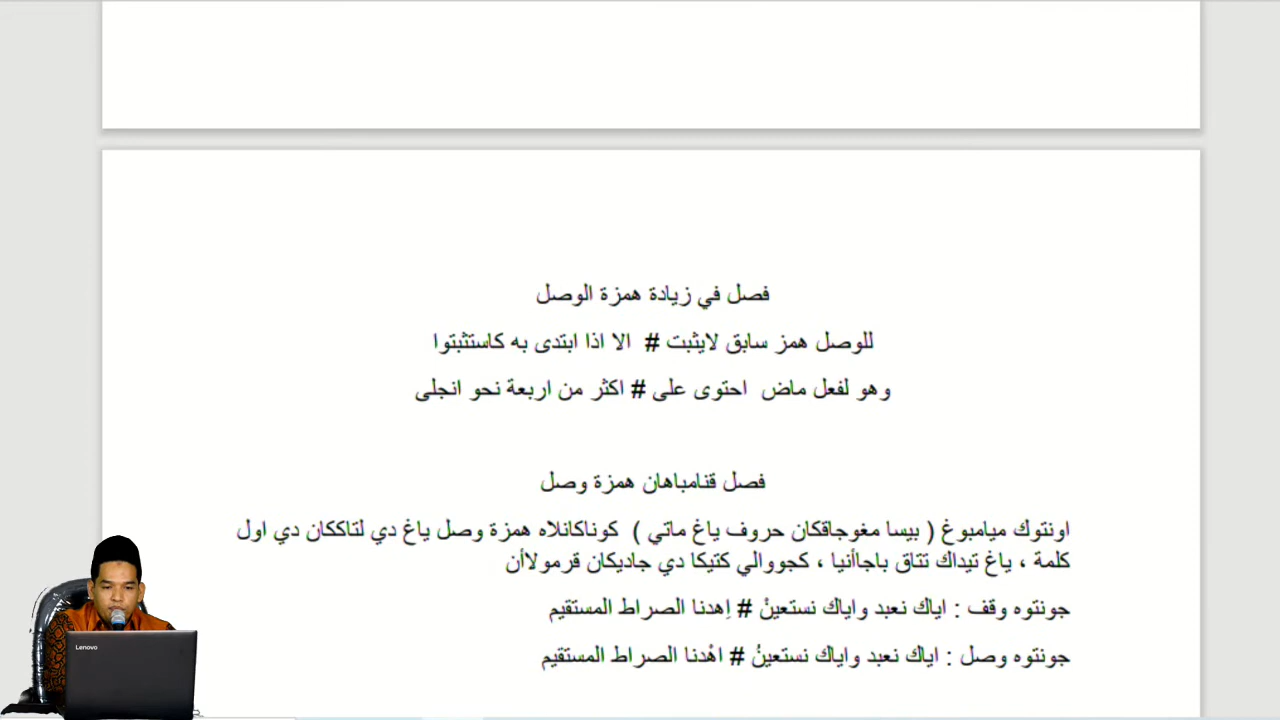 فصل في زيادة همزة الوصل
للوصل همز سابق لايثبت # الا اذا ابتدى به كاستثبتوا
وهو لفعل ماض احتوى على # اكثر من اربعة نحو انجلى
فصل قنامباهان همزة وصل
اونتوك ميامبوغ ( بيسا مغوجاقكان حروف ياغ ماتي ) كوناكانلاه همزة وصل ياغ دي لتاككان دي اول
كلمة ، ياغ تيداك تتاق باجاأنيا ، كجووالي كتيكا دي جاديكان قرمولاأن
جونتوه وقف : اياك نعبد واياك نستعينْ # اِهدنا الصراط المستقيم
جونتوه وصل : اياك نعبد واياك نستعينُ # اهْدنا الصراط المستقيم
Lenovo